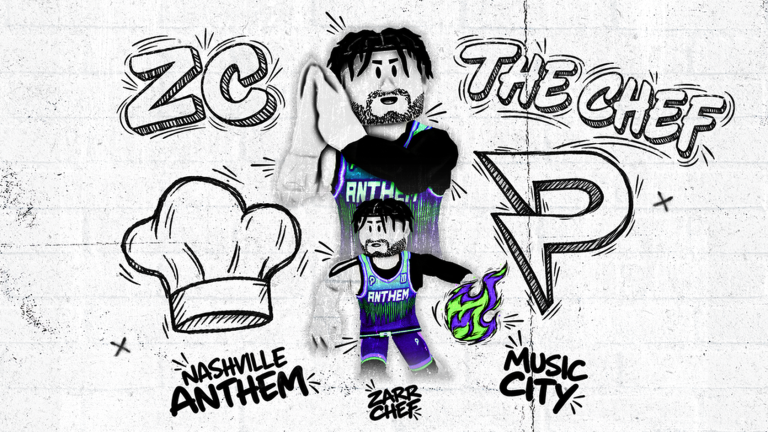 ZC
THE CHEF
ANTHEM
P
ANTHEM
NASHVILLE
ANTHEM
ZARR
CHEF
MUSIC
CITY